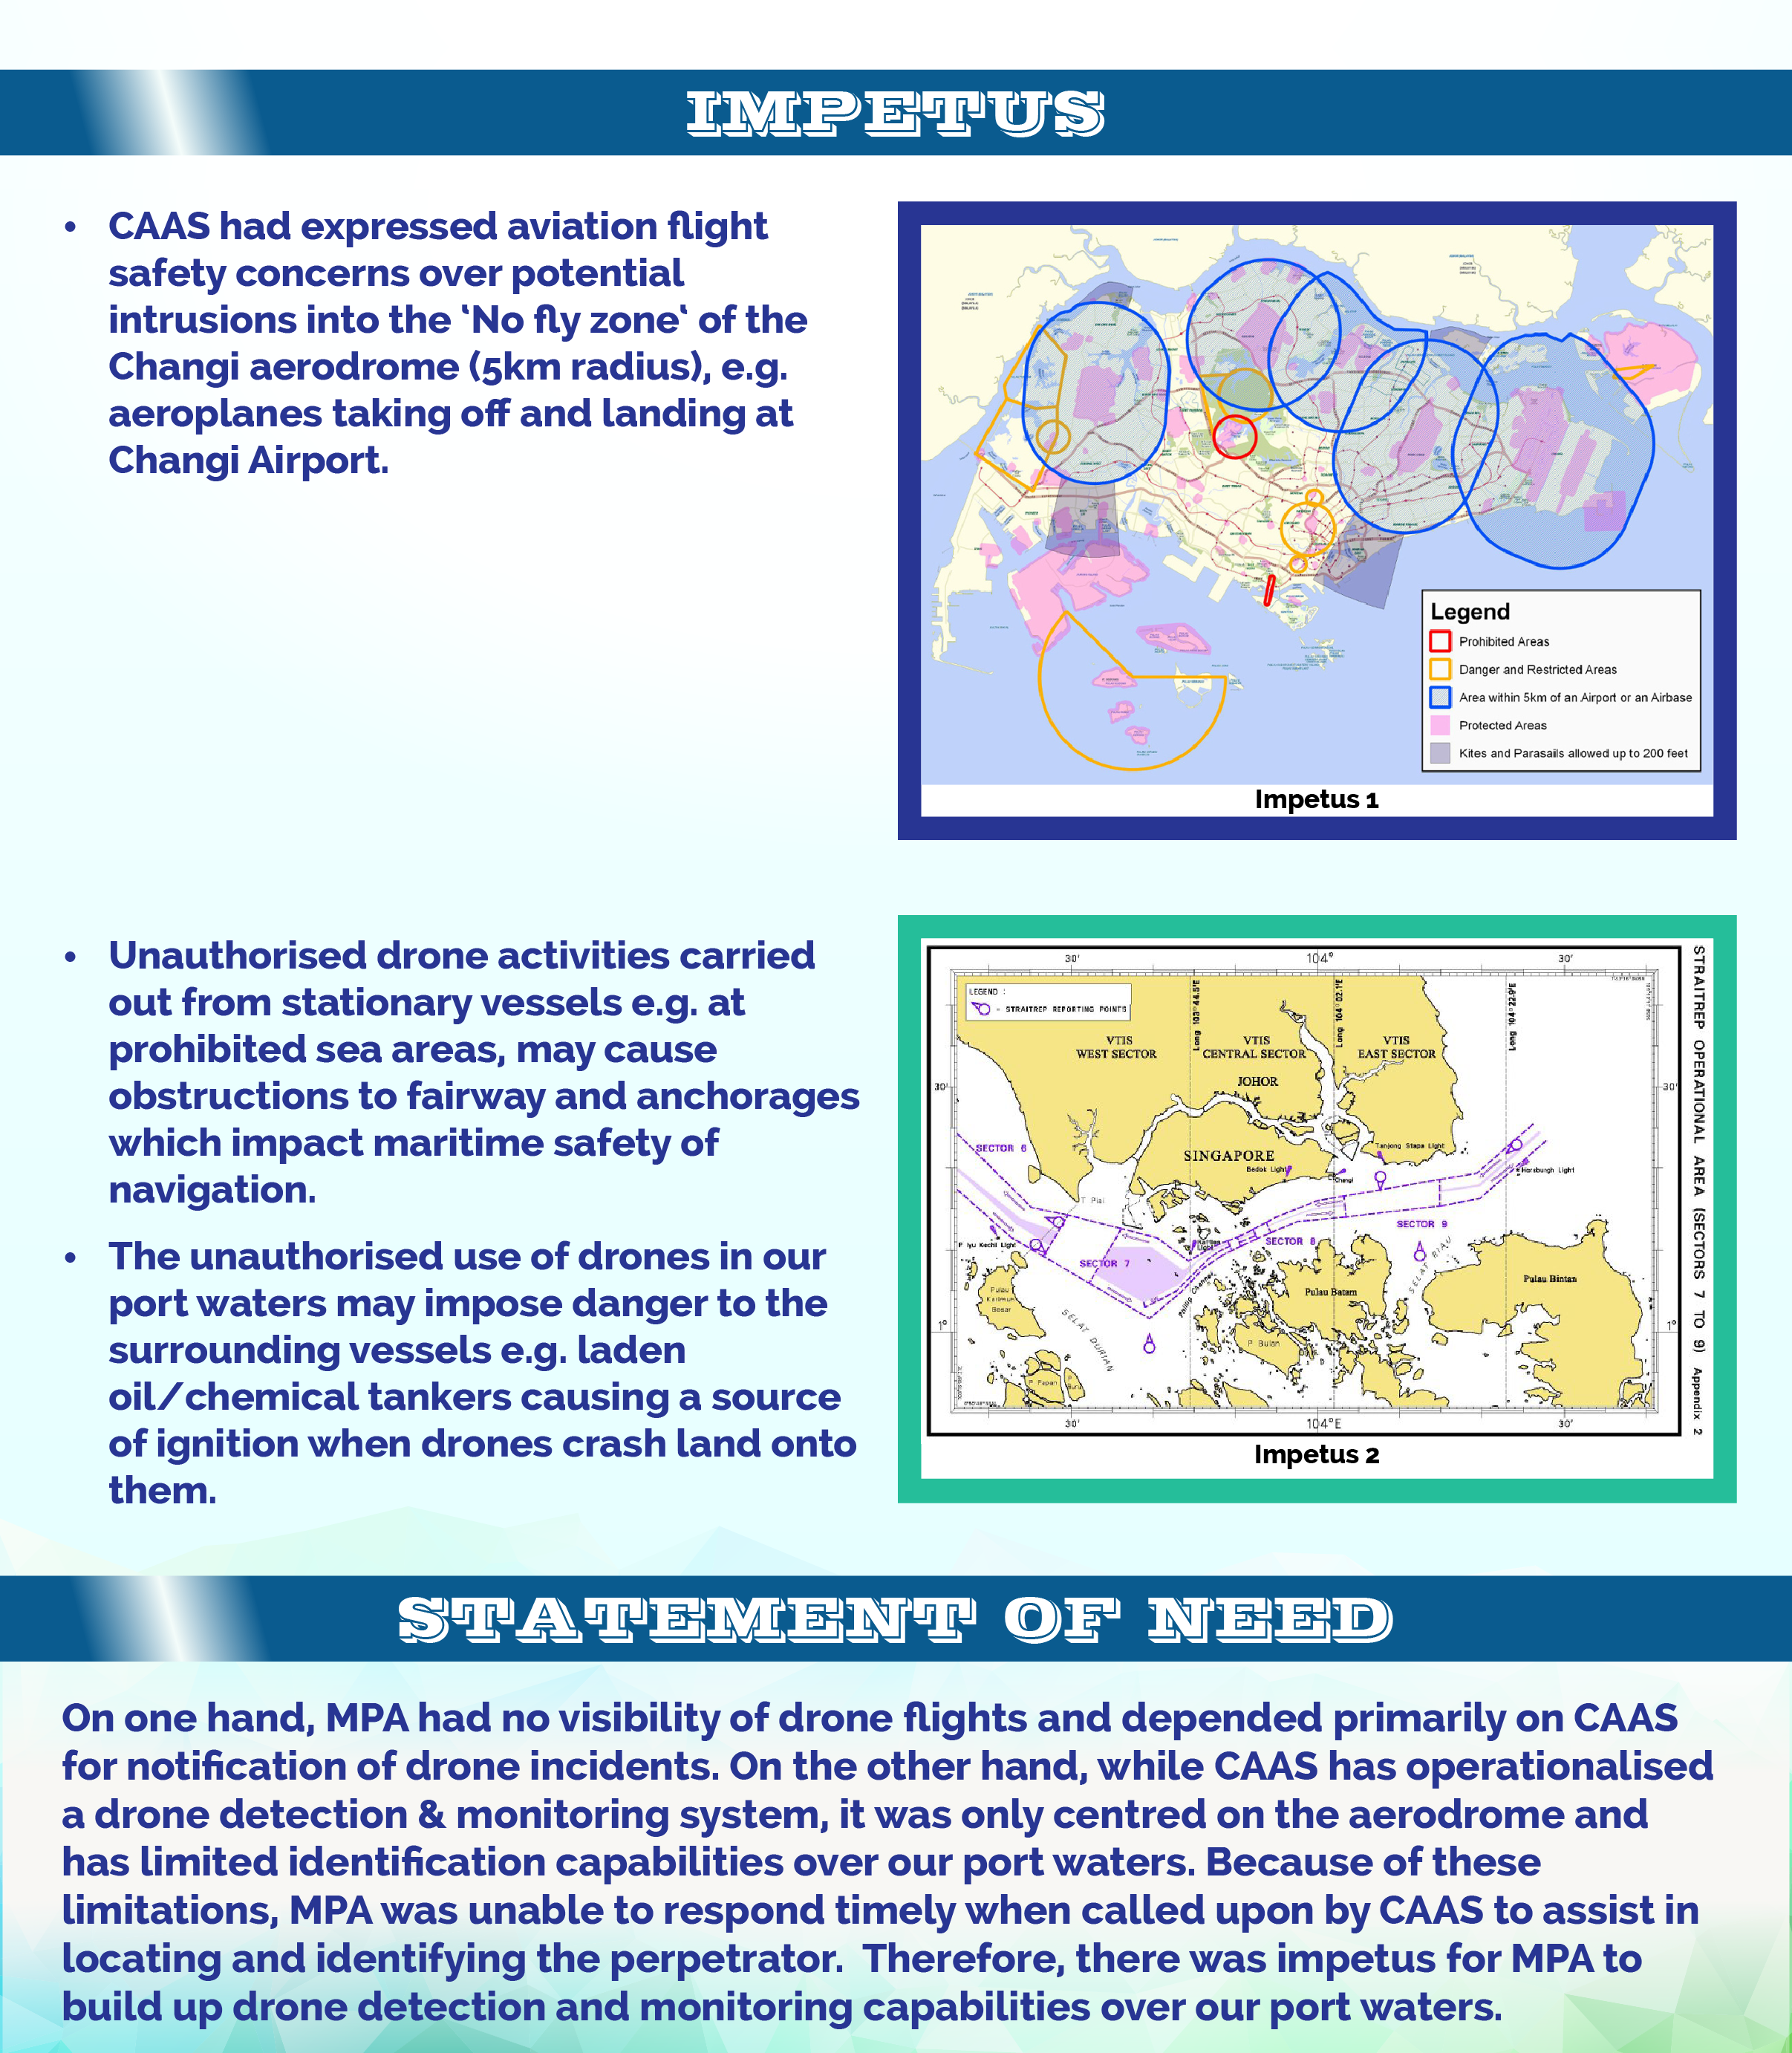 IMPETUS
• CAAS had expressed aviation flight
safety concerns over potential
intrusions into the ‘No fly zone‘ of the
Changi aerodrome (5km radius), e.g.
aeroplanes taking off and landing at
Changi Airport.
Legend
Prohibited Areas
Danger and Restricted Areas
Area within 5km of an Airport or an Airbase
Protected Areas
Kites and Parasails allowed up to 200 feet
Impetus 1
• Unauthorised drone activities carried
out from stationary vessels e.g. at
prohibited sea areas, may cause
obstructions to fairway and anchorages
which impact maritime safety of
navigation.
• The unauthorised use of drones in our
port waters may impose danger to the
surrounding vessels e.g. laden
oil/chemical tankers causing a source
of ignition when drones crash land onto
them.
30' 104° 30'
LEGEND :
- STRAITREP REPORTING POINTS
Long 103°44.5'E
Long 104°02.1'E
Long 104°22.9'E
VTIS
WEST SECTOR
VTIS
CENTRAL SECTOR
VTIS
EAST SECTOR
30' 30'
JOHOR
SINGAPORE
SECTOR 6
Tanjong Stapa Light
Bedok Light
Changi
Horsburgh Light
T Piai
SECTOR 9
SECTOR 8
SECTOR 7
P Iyu Kechil Light
Raffles
Light
Pulau
Karimun
Besar
SELAT DURIAN
Phillip Channel
SELAT RIAU
Pulau Batam
Pulau Bintan
P Bulan
P Papan
1° 1°
30' 104°E 30'
STRAITREP OPERATIONAL AREA (SECTORS 7 TO 9) Appendix 2
Impetus 2
STATEMENT OF NEED
On one hand, MPA had no visibility of drone flights and depended primarily on CAAS
for notification of drone incidents. On the other hand, while CAAS has operationalised
a drone detection & monitoring system, it was only centred on the aerodrome and
has limited identification capabilities over our port waters. Because of these
limitations, MPA was unable to respond timely when called upon by CAAS to assist in
locating and identifying the perpetrator.  Therefore, there was impetus for MPA to
build up drone detection and monitoring capabilities over our port waters.